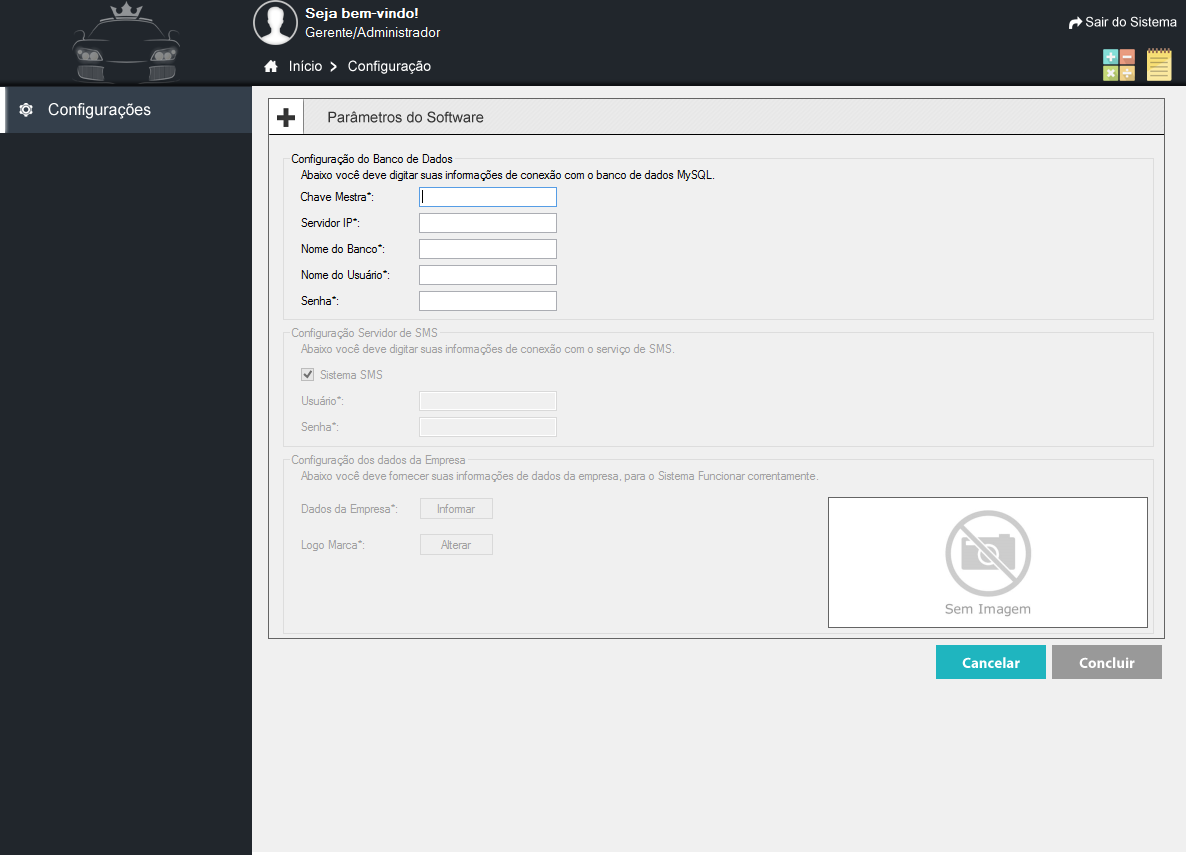 Seja bem-vindo!
Gerente/Administrador
Sair do Sistema
Início
Configuração
Configurações
Parâmetros do Software
Configuração do Banco de Dados
Abaixo você deve digitar suas informações de conexão com o banco de dados MySQL.
Chave Mestra*:
Servidor IP*:
Nome do Banco*:
Nome do Usuário*:
Senha*:
Configuração Servidor de SMS
Abaixo você deve digitar suas informações de conexão com o serviço de SMS.
Sistema SMS
Usuário*:
Senha*:
Configuração dos dados da Empresa
Abaixo você deve fornecer suas informações de dados da empresa, para o Sistema Funcionar correntamente.
Dados da Empresa*:
Informar
Logo Marca*:
Alterar
Sem Imagem
Cancelar
Concluir